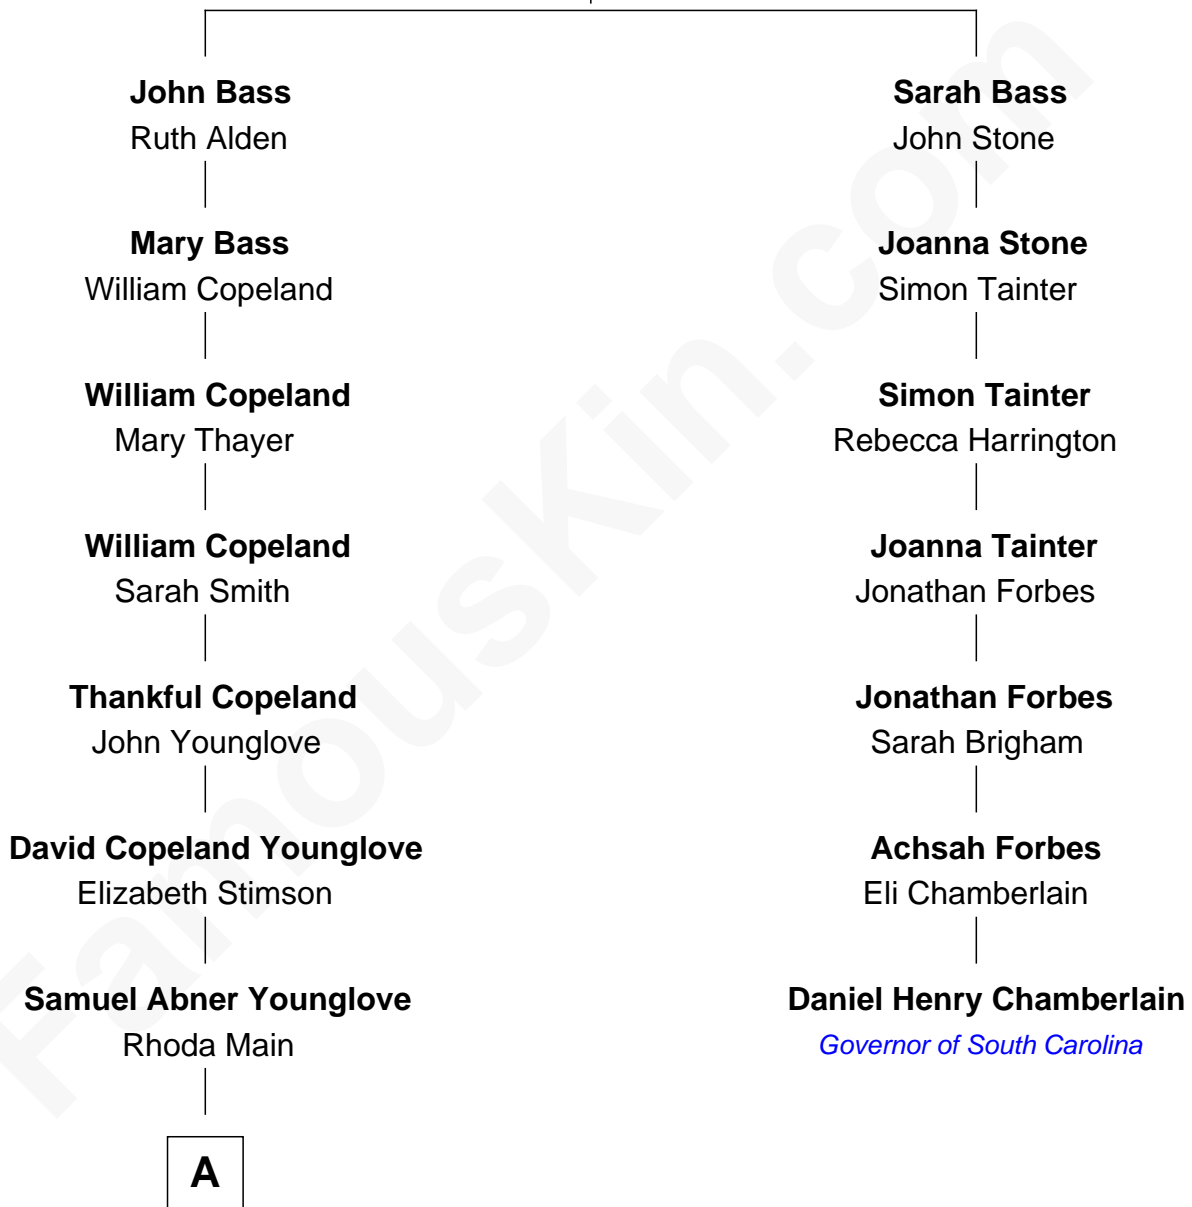 John Bass
Ruth Alden
Sarah Bass
John Stone
Mary Bass
William Copeland
Joanna Stone
Simon Tainter
William Copeland
Mary Thayer
Simon Tainter
Rebecca Harrington
William Copeland
Sarah Smith
Joanna Tainter
Jonathan Forbes
Thankful Copeland
John Younglove
Jonathan Forbes
Sarah Brigham
David Copeland Younglove
Elizabeth Stimson
Achsah Forbes
Eli Chamberlain
Samuel Abner Younglove
Rhoda Main
Daniel Henry Chamberlain
Governor of South Carolina
A
FamousKin.com